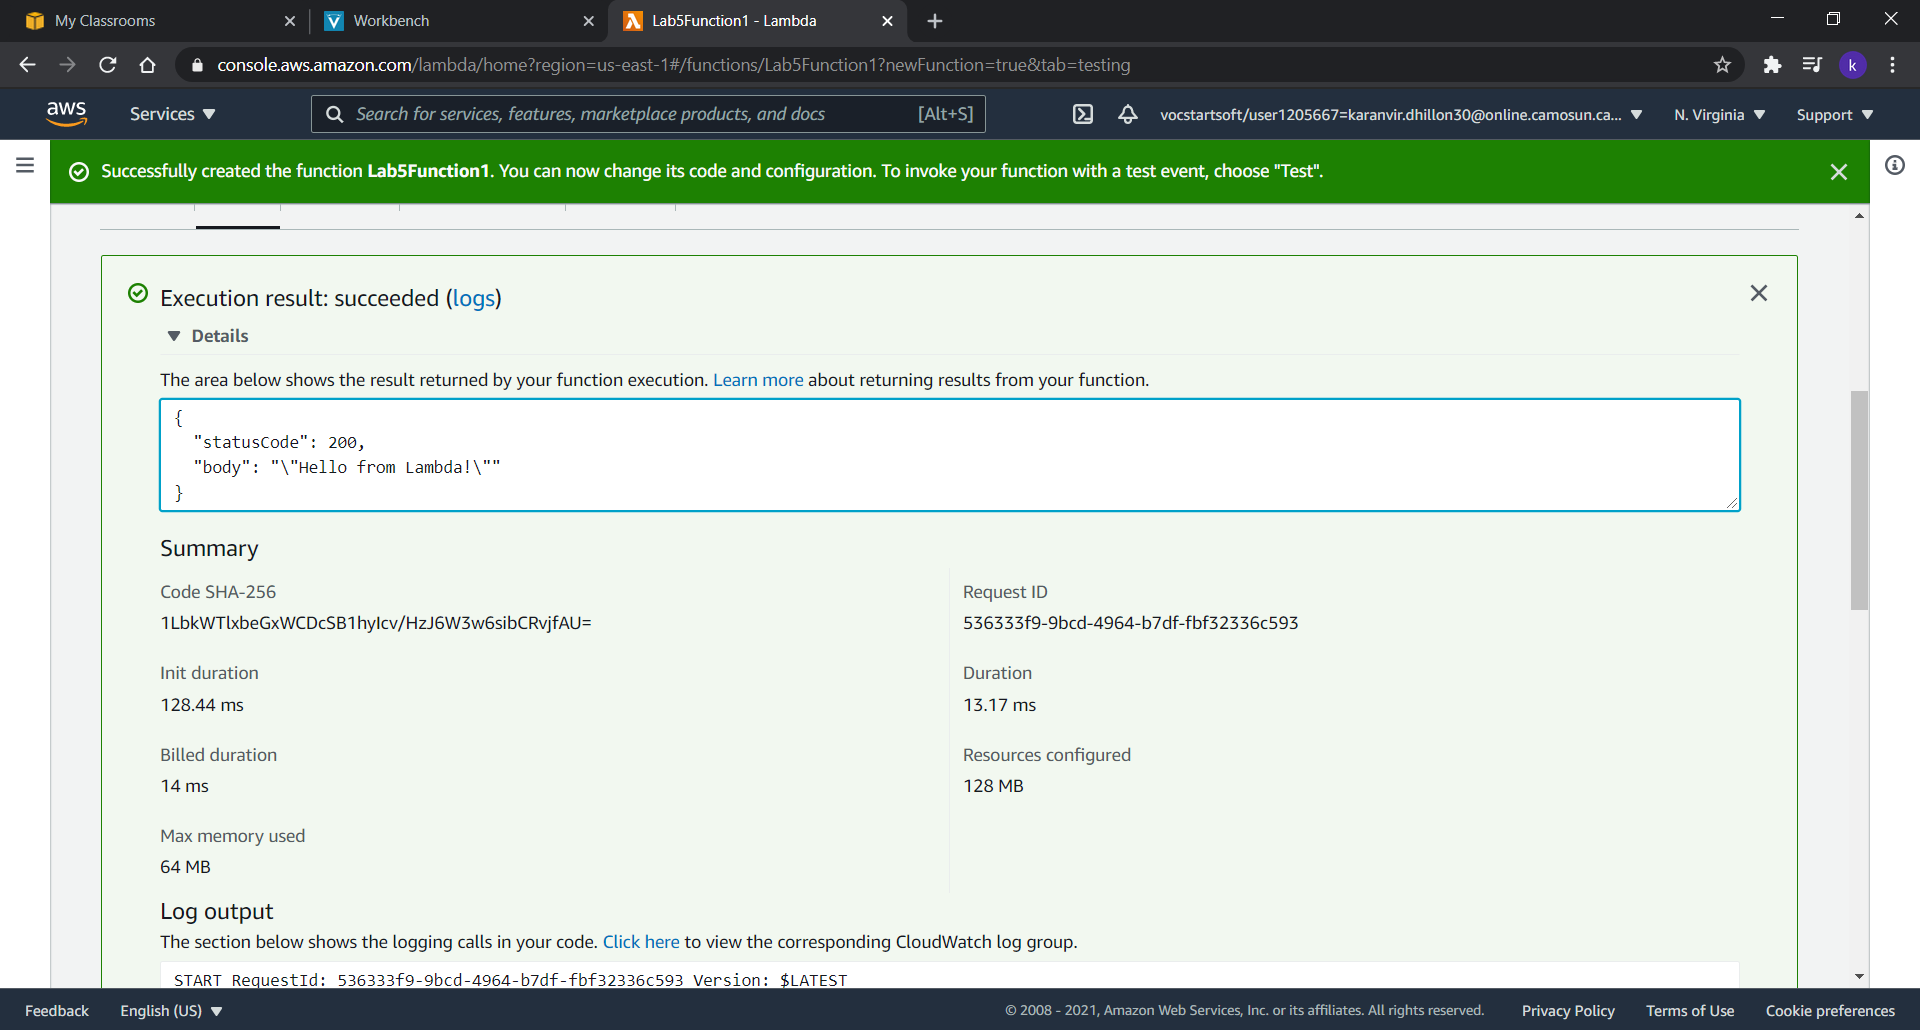 My Classrooms
Workbench
Lab5Function1 - Lambda
console.aws.amazon.com/lambda/home?region=us-east-1#/functions/Lab5Function1?newFunction=true&tab=testing
k
aws
Services
Search for services, features, marketplace products, and docs [Alt+S]
vocstartsoft/user1205667=karanvir.dhillon30@online.camosun.ca...
N. Virginia
Support
Successfully created the function Lab5Function1. You can now change its code and configuration. To invoke your function with a test event, choose "Test".
Execution result: succeeded (logs)
Details
The area below shows the result returned by your function execution. Learn more about returning results from your function.
{
"statusCode": 200,
"body": "\"Hello from Lambda!\""
}
Summary
Code SHA-256
1LbkWTlxbeGxWCDcSB1hyIcv/HzJ6W3w6sibCRvjfAU=
Request ID
536333f9-9bcd-4964-b7df-fbf32336c593
Init duration
128.44 ms
Duration
13.17 ms
Billed duration
14 ms
Resources configured
128 MB
Max memory used
64 MB
Log output
The section below shows the logging calls in your code. Click here to view the corresponding CloudWatch log group.
START RequestId: 536333f9-9bcd-4964-b7df-fbf32336c593 Version: $LATEST
Feedback
English (US)
© 2008 - 2021, Amazon Web Services, Inc. or its affiliates. All rights reserved.
Privacy Policy
Terms of Use
Cookie preferences